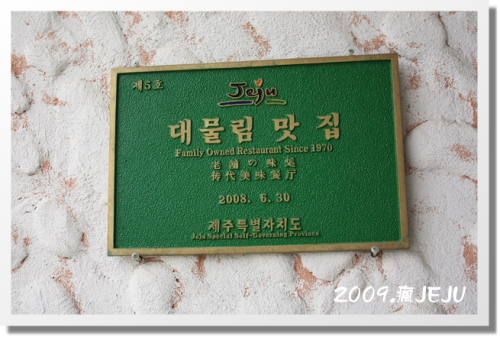 제5호
Jeju
대물림 맛집
Family Owned Restaurant Since 1970
老舗の味処
传代美味餐厅
2008. 6. 30
제주특별자치도
Jeju Special Self-Governing Province
2009.瘋JEJU